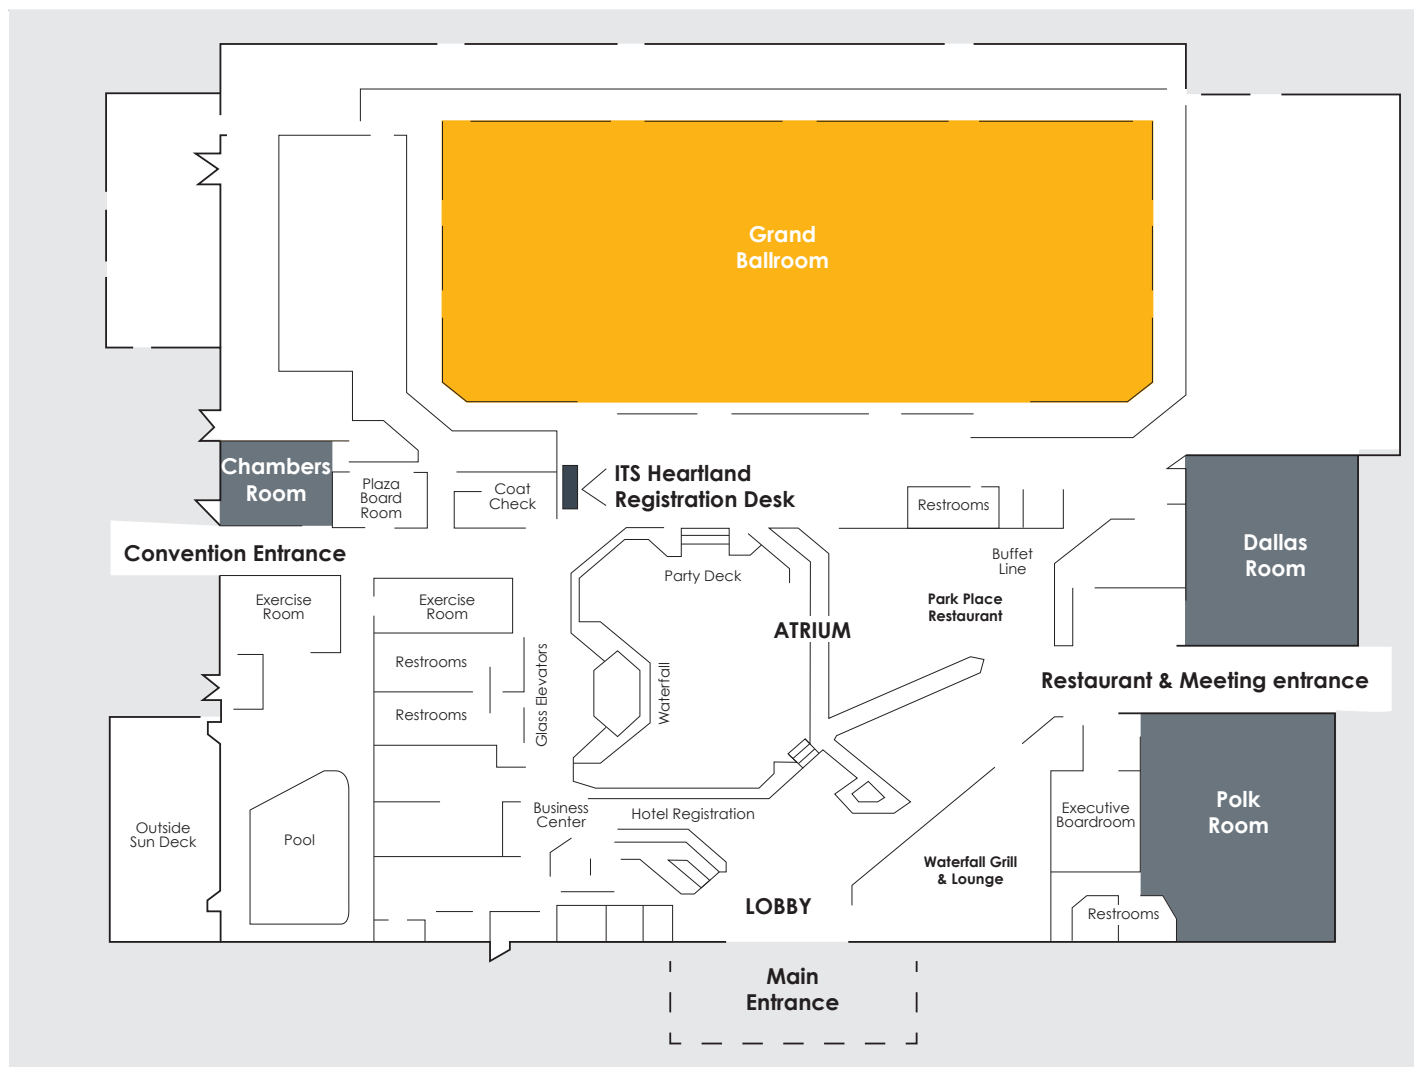 Grand
Ballroom
Chambers
Room
Plaza
Board
Room
Coat
Check
ITS Heartland
Registration Desk
Restrooms
Convention Entrance
Party Deck
Buffet
Line
Dallas
Room
Exercise
Room
Exercise
Room
Park Place
Restaurant
ATRIUM
Restrooms
Glass Elevators
Waterfall
Restaurant & Meeting entrance
Restrooms
Outside
Sun Deck
Pool
Business
Center
Hotel Registration
Executive
Boardroom
Polk
Room
Waterfall Grill
& Lounge
LOBBY
Restrooms
Main
Entrance